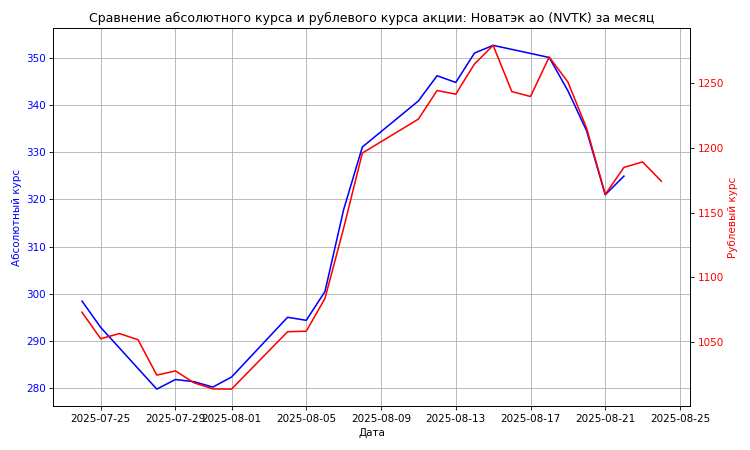 Сравнение абсолютного курса и рублевого курса акции: Новатэк ао (NVTK) за месяц
350
340
330
320
310
300
290
280
Абсолютный курс
1250
1200
1150
1100
1050
Рублевый курс
2025-07-25 2025-07-29 2025-08-01 2025-08-05 2025-08-09 2025-08-13 2025-08-17 2025-08-21 2025-08-25
Дата